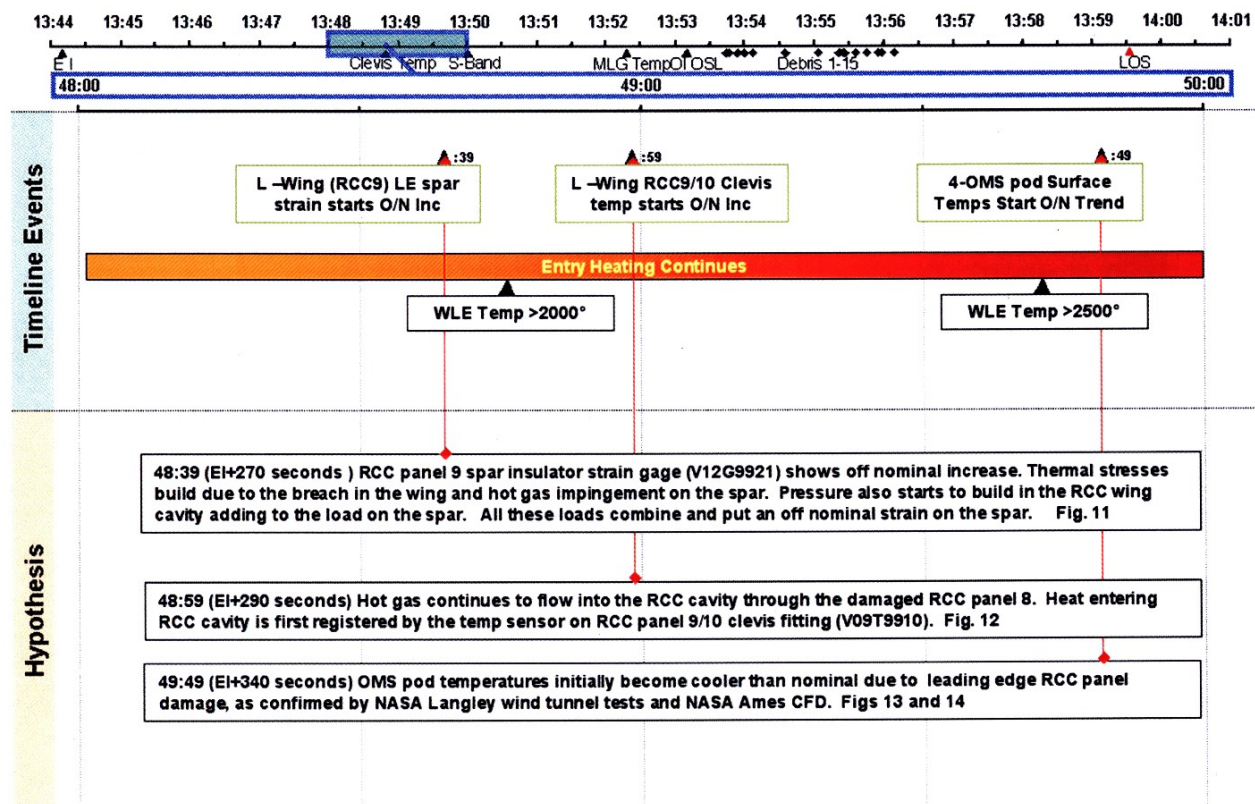 13:44 13:45 13:46 13:47 13:48 13:49 13:50 13:51 13:52 13:53 13:54 13:55 13:56 13:57 13:58 13:59 14:00 14:01
E I Clevis Temp S-Band MLG Temp OI OSL Debris 1-15 LOS
48:00 49:00 50:00
Timeline Events
:39 :59 :49
L –Wing (RCC9) LE spar
strain starts O/N Inc
L –Wing RCC9/10 Clevis
temp starts O/N Inc
4-OMS pod Surface
Temps Start O/N Trend
Entry Heating Continues
WLE Temp >2000°
WLE Temp >2500°
Hypothesis
48:39 (EI+270 seconds ) RCC panel 9 spar insulator strain gage (V12G9921) shows off nominal increase. Thermal stresses
build due to the breach in the wing and hot gas impingement on the spar. Pressure also starts to build in the RCC wing
cavity adding to the load on the spar. All these loads combine and put an off nominal strain on the spar. Fig. 11
48:59 (EI+290 seconds) Hot gas continues to flow into the RCC cavity through the damaged RCC panel 8. Heat entering
RCC cavity is first registered by the temp sensor on RCC panel 9/10 clevis fitting (V09T9910). Fig. 12
49:49 (EI+340 seconds) OMS pod temperatures initially become cooler than nominal due to leading edge RCC panel
damage, as confirmed by NASA Langley wind tunnel tests and NASA Ames CFD. Figs 13 and 14